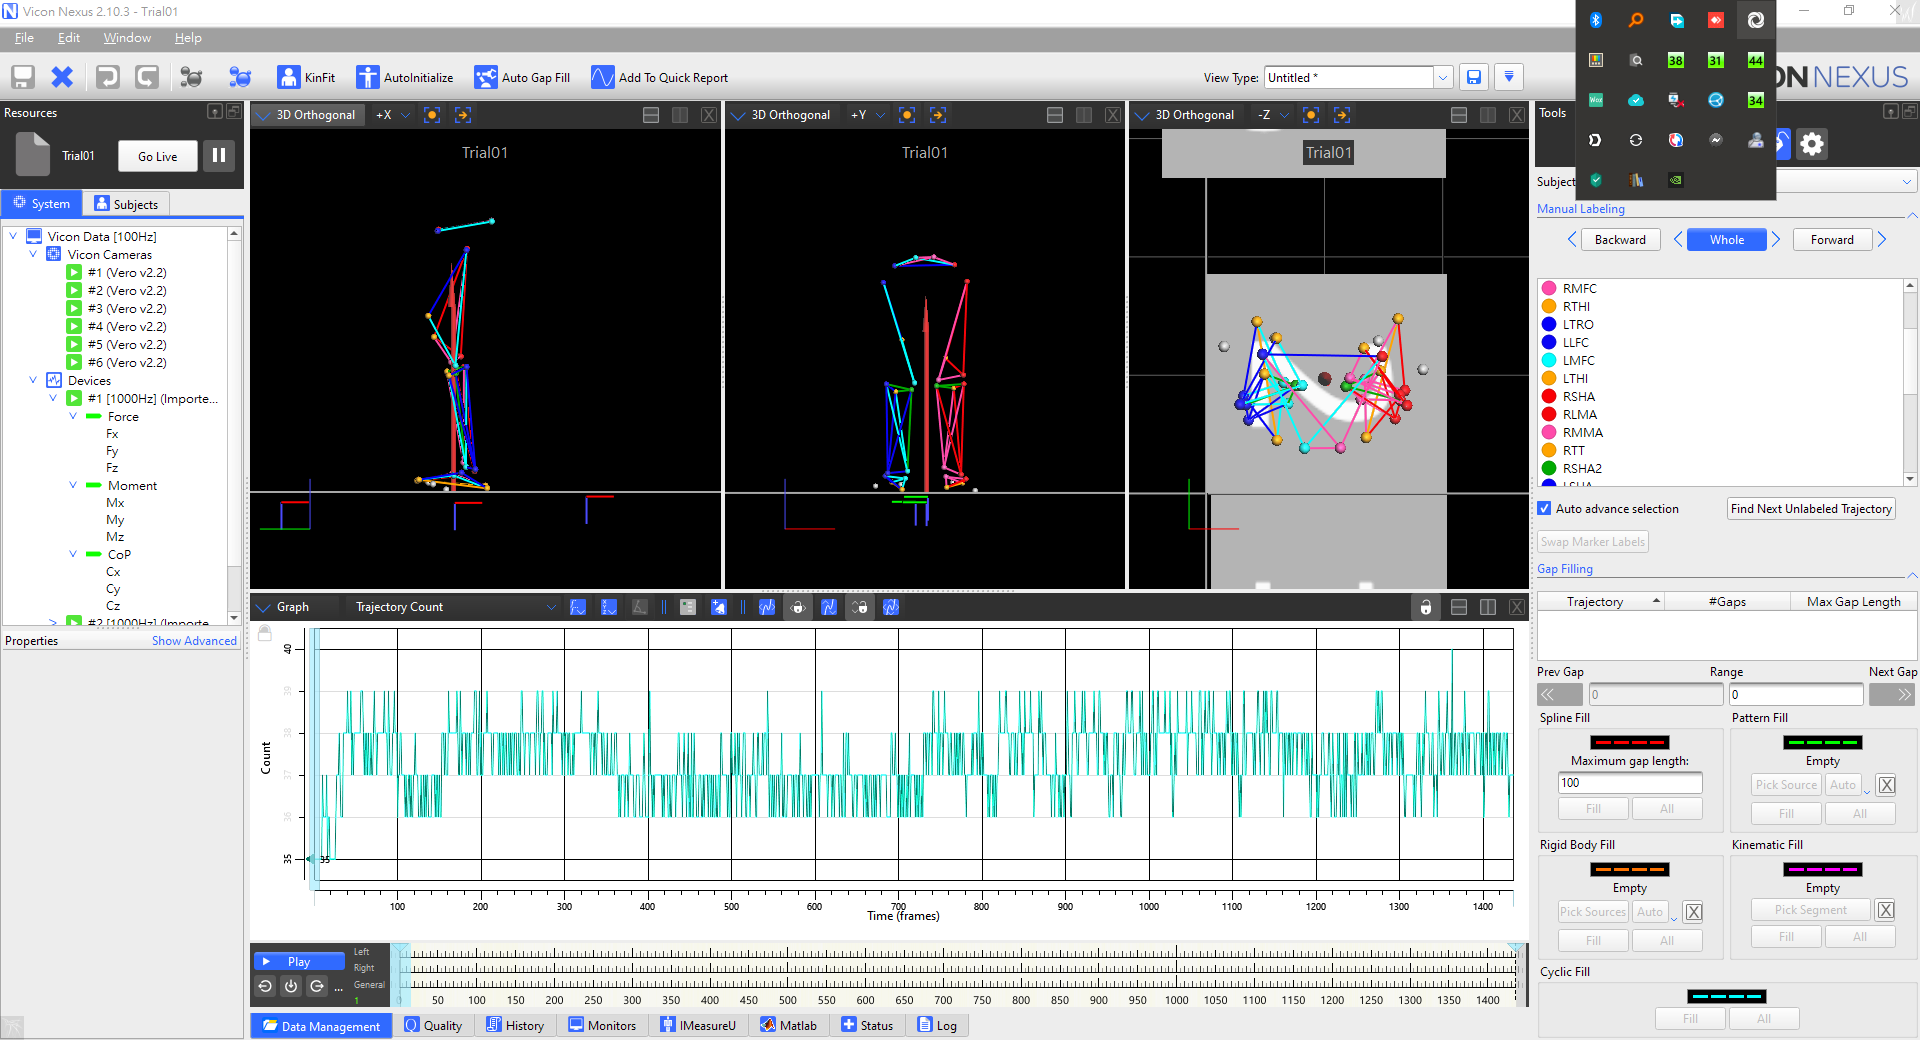 Vicon Nexus 2.10.3 - Trial01
File Edit Window Help
KinFit AutoInitialize Auto Gap Fill Add To Quick Report
View Type: Untitled *
ON NEXUS
38 31 44
Wox 34
Resources
Trial01 Go Live
System Subjects
Vicon Data [100Hz]
Vicon Cameras
#1 (Vero v2.2)
#2 (Vero v2.2)
#3 (Vero v2.2)
#4 (Vero v2.2)
#5 (Vero v2.2)
#6 (Vero v2.2)
Devices
#1 [1000Hz] (Importe...
Force
Fx
Fy
Fz
Moment
Mx
My
Mz
CoP
Cx
Cy
Cz
#2 [1000Hz] (Importe...
Properties Show Advanced
3D Orthogonal +X
Trial01
3D Orthogonal +Y
Trial01
3D Orthogonal -Z
Trial01
Graph Trajectory Count
Count
40
39
38
37
36
35
35
100 200 300 400 500 600 700 800 900 1000 1100 1200 1300 1400
Time (frames)
Play
Left
Right
General
1
...
0 50 100 150 200 250 300 350 400 450 500 550 600 650 700 750 800 850 900 950 1000 1050 1100 1150 1200 1250 1300 1350 1400
Data Management Quality History Monitors IMeasureU Matlab Status Log
Tools
Subject
Manual Labeling
Backward Whole Forward
RMFC
RTHI
LTRO
LLFC
LMFC
LTHI
RSHA
RLMA
RMMA
RTT
RSHA2
LSHA
Auto advance selection Find Next Unlabeled Trajectory
Swap Marker Labels
Gap Filling
Trajectory #Gaps Max Gap Length
Prev Gap Range Next Gap
0 0
Spline Fill Pattern Fill
Maximum gap length: Empty
100 Pick Source Auto X
Fill All Fill All
Rigid Body Fill Kinematic Fill
Empty Empty
Pick Sources Auto X Pick Segment X
Fill All Fill All
Cyclic Fill
Fill All